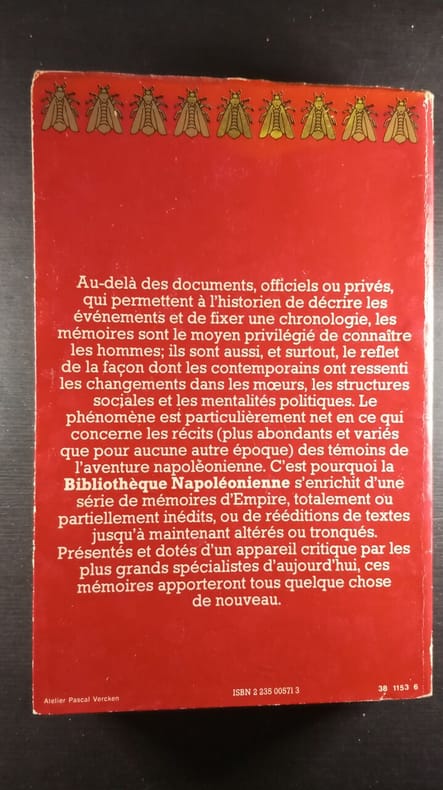 Au-delà des documents, officiels ou privés,
qui permettent à l'historien de décrire les
événements et de fixer une chronologie, les
mémoires sont le moyen privilégié de connaître
les hommes; ils sont aussi, et surtout, le reflet
de la façon dont les contemporains ont ressenti
les changements dans les mœurs, les structures
sociales et les mentalités politiques. Le
phénomène est particulièrement net en ce qui
concerne les récits (plus abondants et variés
que pour aucune autre époque) des témoins de
l'aventure napoléonienne. C'est pourquoi la
Bibliothèque Napoléonienne s'enrichit d'une
série de mémoires d'Empire, totalement ou
partiellement inédits, ou de rééditions de textes
jusqu'à maintenant altérés ou tronqués.
Présentés et dotés d'un appareil critique par les
plus grands spécialistes d'aujourd'hui, ces
mémoires apporteront tous quelque chose
de nouveau.
Atelier Pascal Vercken
ISBN 2 235 00571 3
38 1153 6